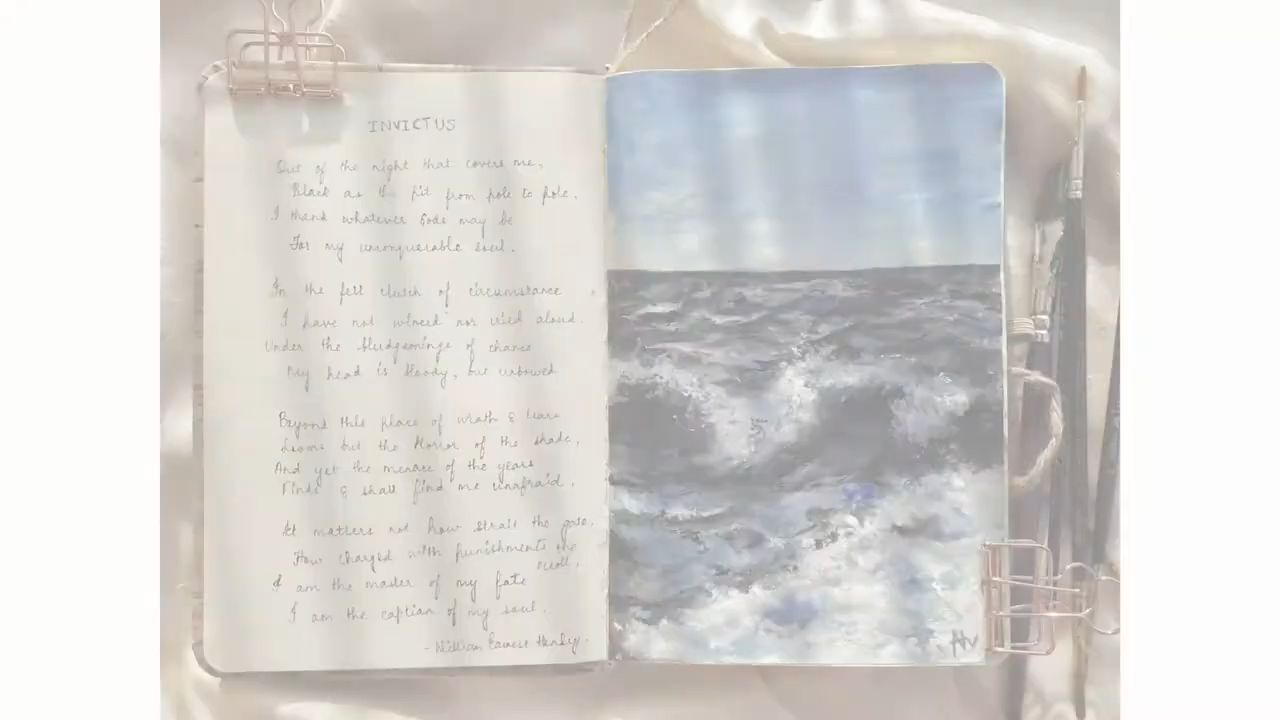 INVICTUS
Out of the night that covers me,
Black as the pit from pole to pole,
I thank whatever Gods may be
For my unconquerable soul.
In the fell clutch of circumstance
I have not winced nor cried aloud.
Under the bludgeonings of chance
My head is bloody, but unbowed
Beyond this place of wrath & tears
Looms but the Horror of the shade,
And yet the menace of the years
Finds & shall find me unafraid.
It matters not how strait the gate,
How charged with punishments the
scroll,
I am the master of my fate
I am the captian of my soul.
- William Earnest Henley.